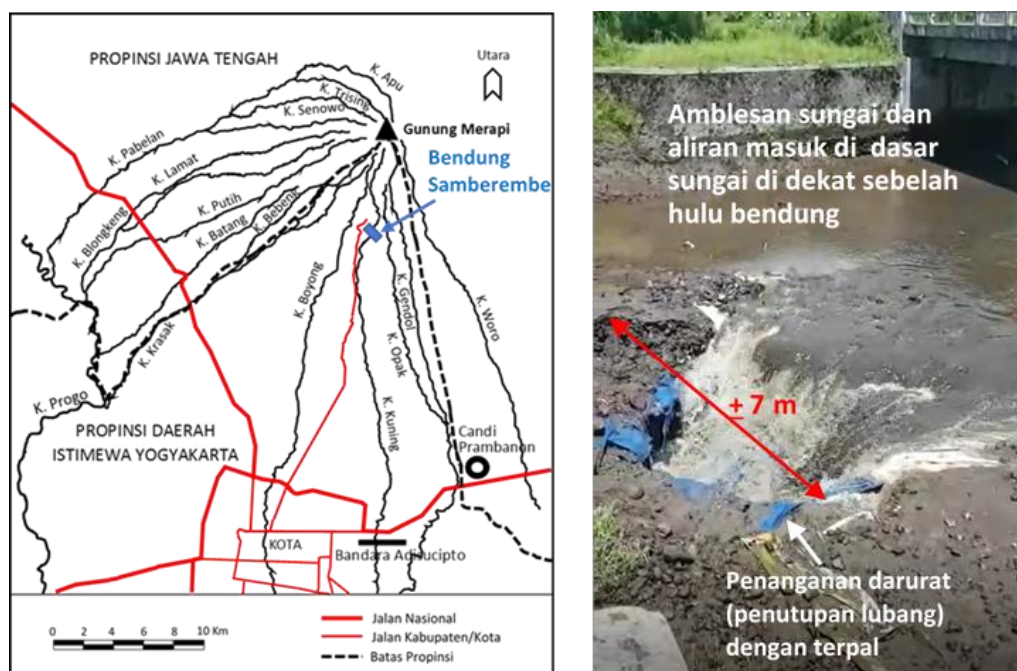 PROPINSI JAWA TENGAH
Utara
K. Apu
K. Trising
K. Senowo
Gunung Merapi
K. Pabelan
K. Lamat
Bendung
Samberembe
K. Putih
K. Bebeng
K. Blongkeng
K. Batang
K. Boyong
K. Gendol
K. Woro
K. Krasak
K. Opak
K. Progo
K. Kuning
PROPINSI DAERAH
ISTIMEWA YOGYAKARTA
Candi
Prambanan
KOTA
Bandara Adisucipto
0 2 4 6 8 10 Km
Jalan Nasional
Jalan Kabupaten/Kota
Batas Propinsi
Amblesan sungai dan
aliran masuk di dasar
sungai di dekat sebelah
hulu bendung
± 7 m
Penanganan darurat
(penutupan lubang)
dengan terpal